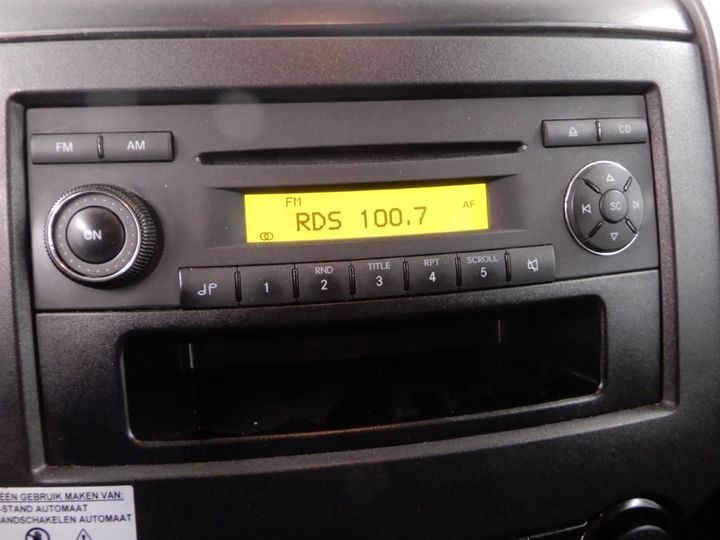 FM AM
CD
FM
RDS 100.7 AF
SC
ON
1 RND 2 TITLE 3 RPT 4 SCROLL 5
ÉÉN GEBRUIK MAKEN VAN:
-STAND AUTOMAAT
ANDSCHAKELEN AUTOMAAT